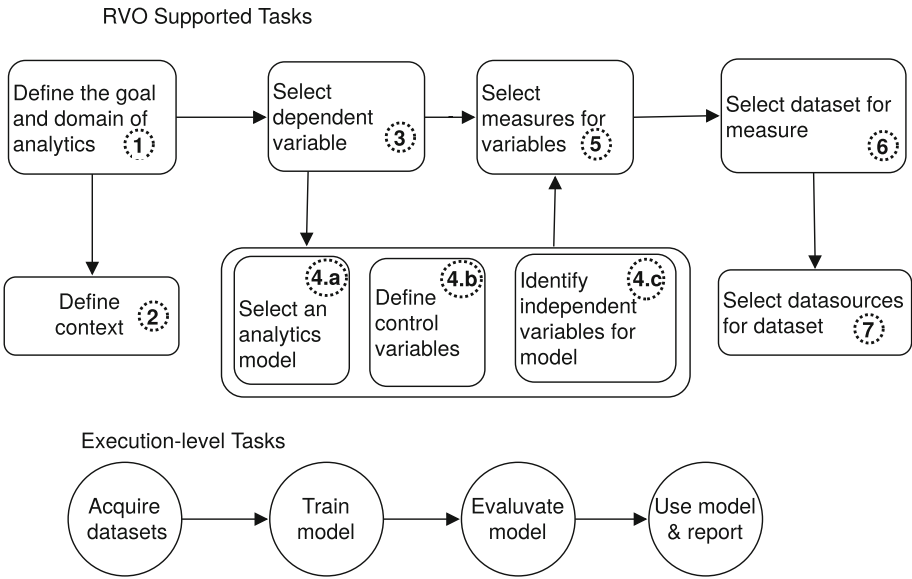 RVO Supported Tasks
Define the goal
and domain of
analytics 1
Select
dependent
variable 3
Select
measures for
variables 5
Select dataset for
measure
6
Define
context 2
4.a
Select an
analytics
model
4.b
Define
control
variables
4.c
Identify
independent
variables for
model
Select datasources
for dataset 7
Execution-level Tasks
Acquire
datasets
Train
model
Evaluvate
model
Use model
& report